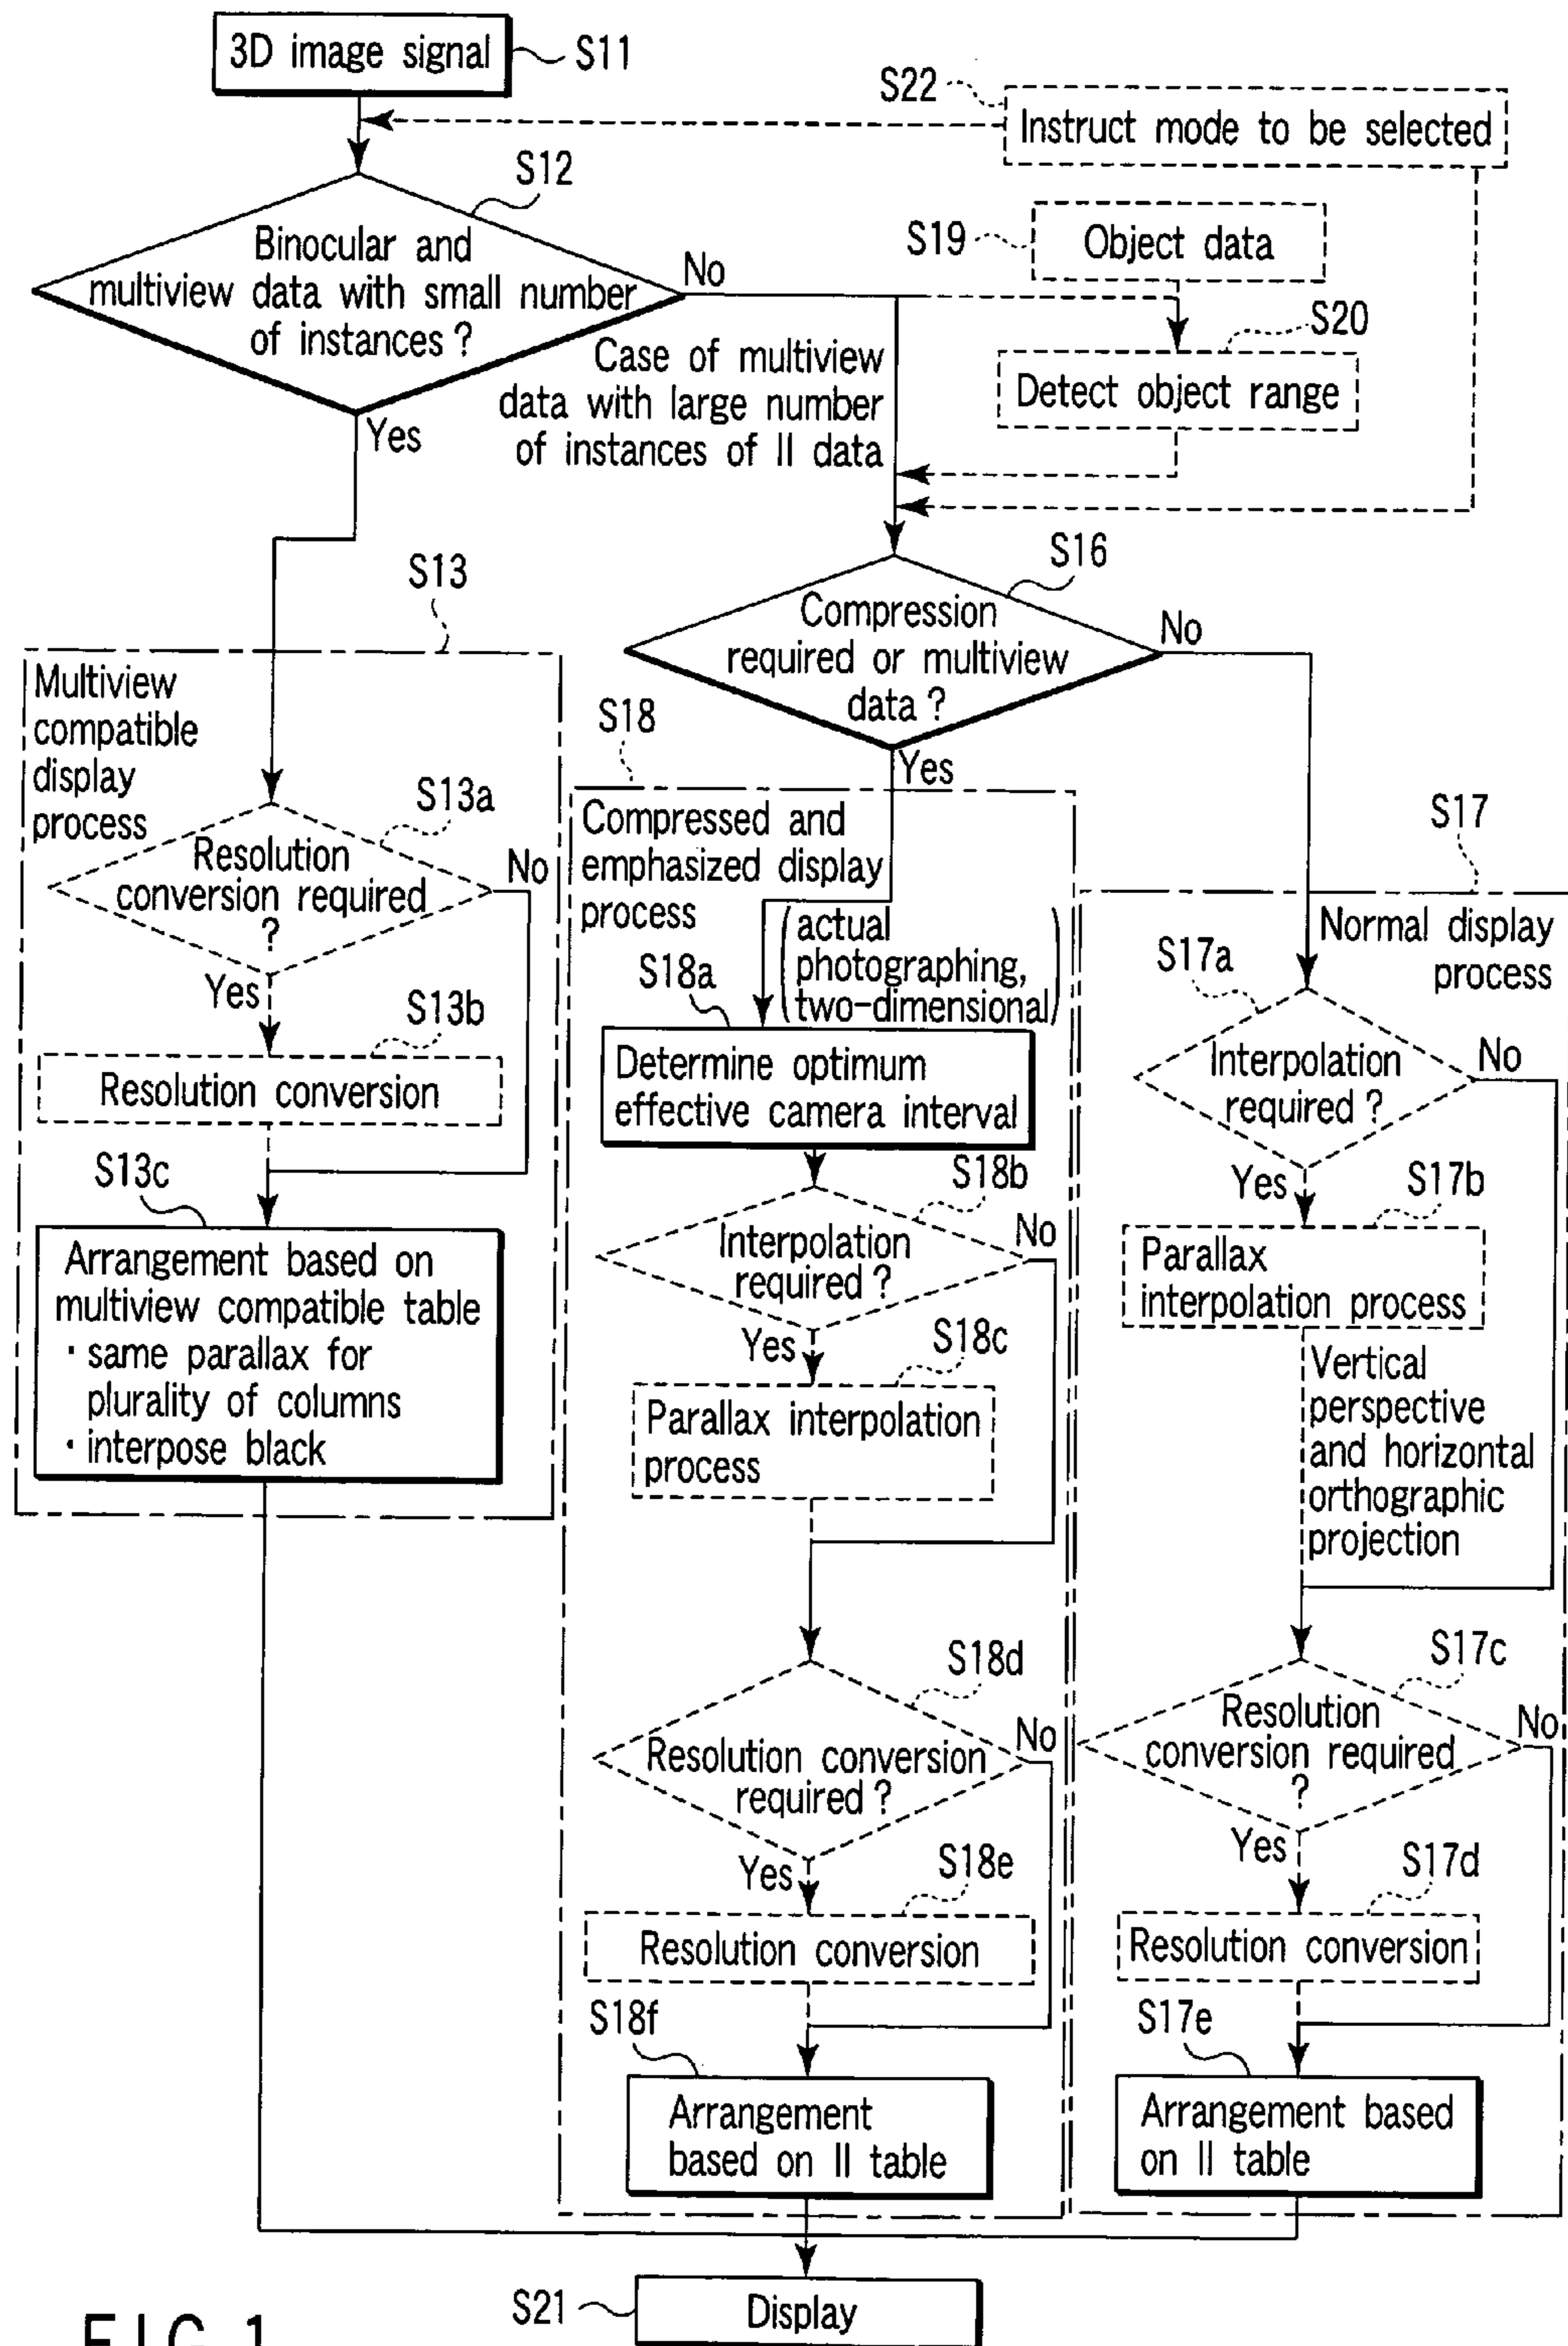 3D image signal
S11
S22
Instruct mode to be selected
S12
Binocular and
multiview data with small number
of instances ?
No
Yes
S19
Object data
S20
Detect object range
Case of multiview
data with large number
of instances of II data
S16
Compression
required or multiview
data ?
No
Yes
S13
Multiview
compatible
display
process
S13a
Resolution
conversion required
?
No
Yes
S13b
Resolution conversion
S13c
Arrangement based on
multiview compatible table
· same parallax for
plurality of columns
· interpose black
S18
Compressed and
emphasized display
process
(actual
photographing,
two-dimensional)
S18a
Determine optimum
effective camera interval
S18b
Interpolation
required ?
No
Yes
S18c
Parallax interpolation
process
S18d
Resolution conversion
required ?
No
Yes
S18e
Resolution conversion
S18f
Arrangement
based on II table
S17
Normal display
process
S17a
Interpolation
required ?
No
Yes
S17b
Parallax
interpolation process
Vertical
perspective
and horizontal
orthographic
projection
S17c
Resolution
conversion required
?
No
Yes
S17d
Resolution conversion
S17e
Arrangement based
on II table
S21
Display
FIG. 1